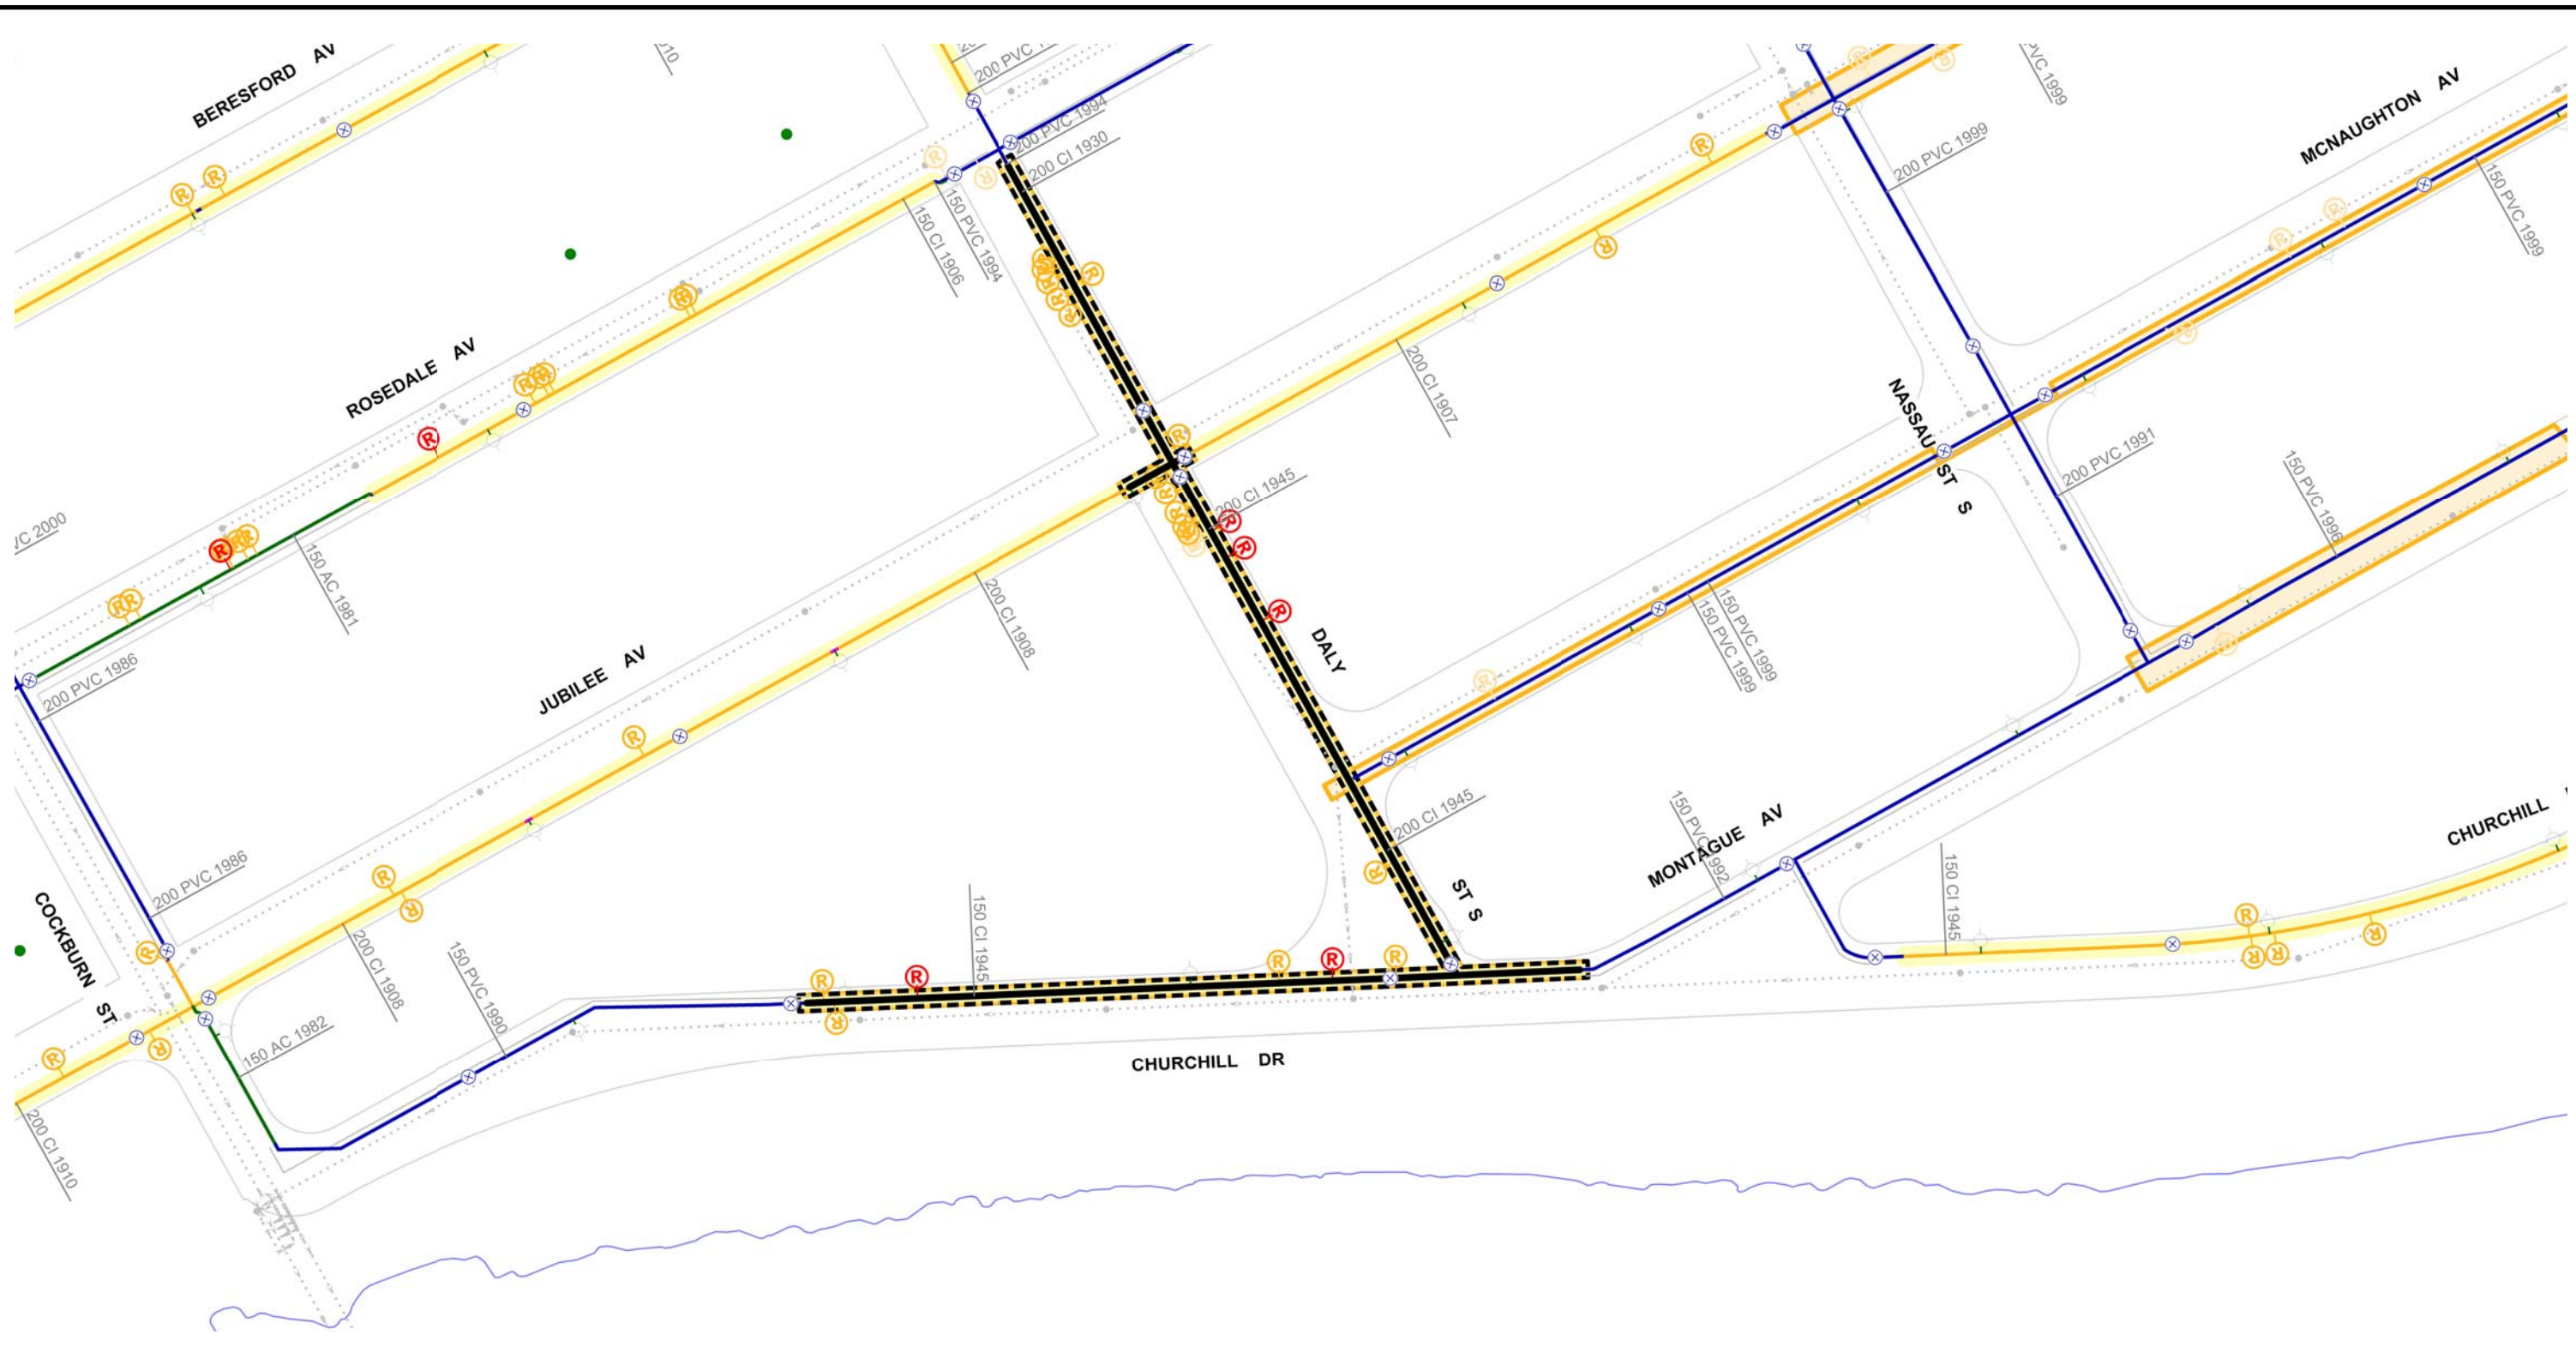 BERESFORD AV
200 PVC 1994
200 CI 1930
PVC 1999
MCNAUGHTON AV
200 PVC 1999
150 PVC 1999
150 CI 1906
150 PVC 1994
ROSEDALE AV
200 CI 1907
NASSAU ST S
200 PVC 1991
150 PVC 1996
200 CI 1945
VC 2000
150 AC 1981
200 CI 1908
DALY ST S
150 PVC 1999
150 PVC 1999
200 PVC 1986
JUBILEE AV
200 CI 1945
MONTAGUE AV
CHURCHILL
200 PVC 1986
COCKBURN ST
150 CI 1945
150 CI 1945
200 CI 1908
150 PVC 1990
150 AC 1982
CHURCHILL DR
200 CI 1910
R